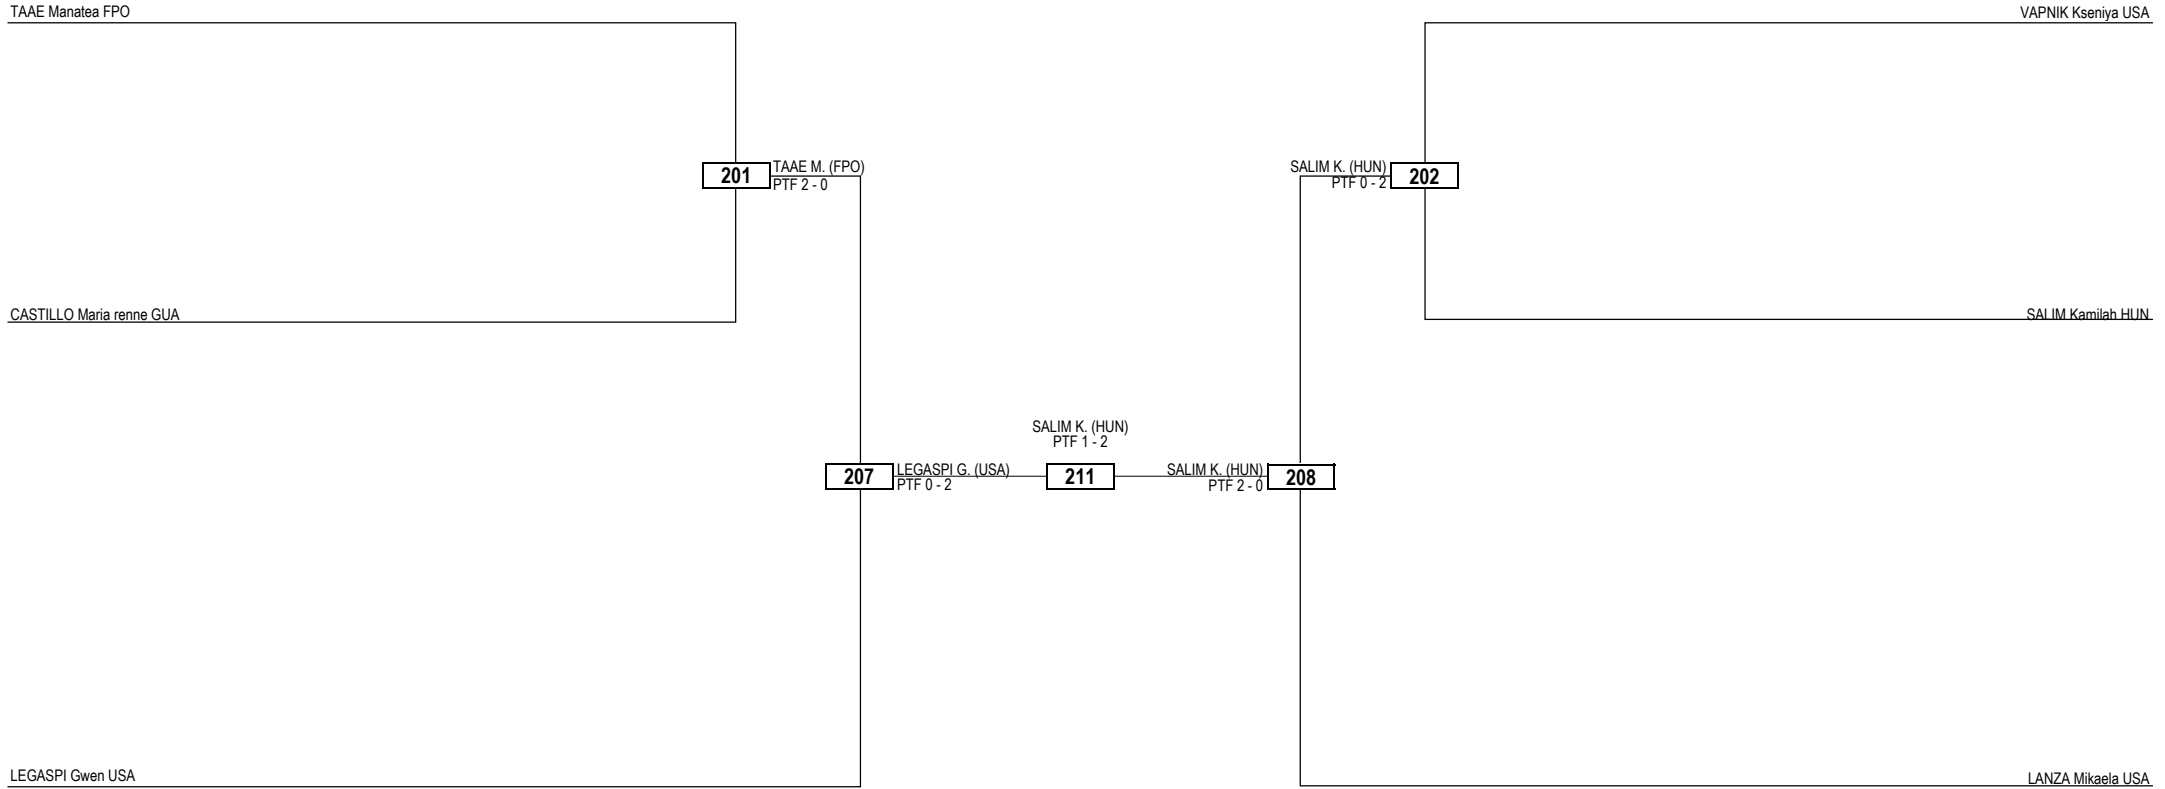 TAAE Manatea FPO
VAPNIK Kseniya USA
201
TAAE M. (FPO)
PTF 2 - 0
SALIM K. (HUN)
PTF 0 - 2
202
CASTILLO Maria renne GUA
SALIM Kamilah HUN
SALIM K. (HUN)
PTF 1 - 2
207
LEGASPI G. (USA)
PTF 0 - 2
211
SALIM K. (HUN)
PTF 2 - 0
208
LEGASPI Gwen USA
LANZA Mikaela USA